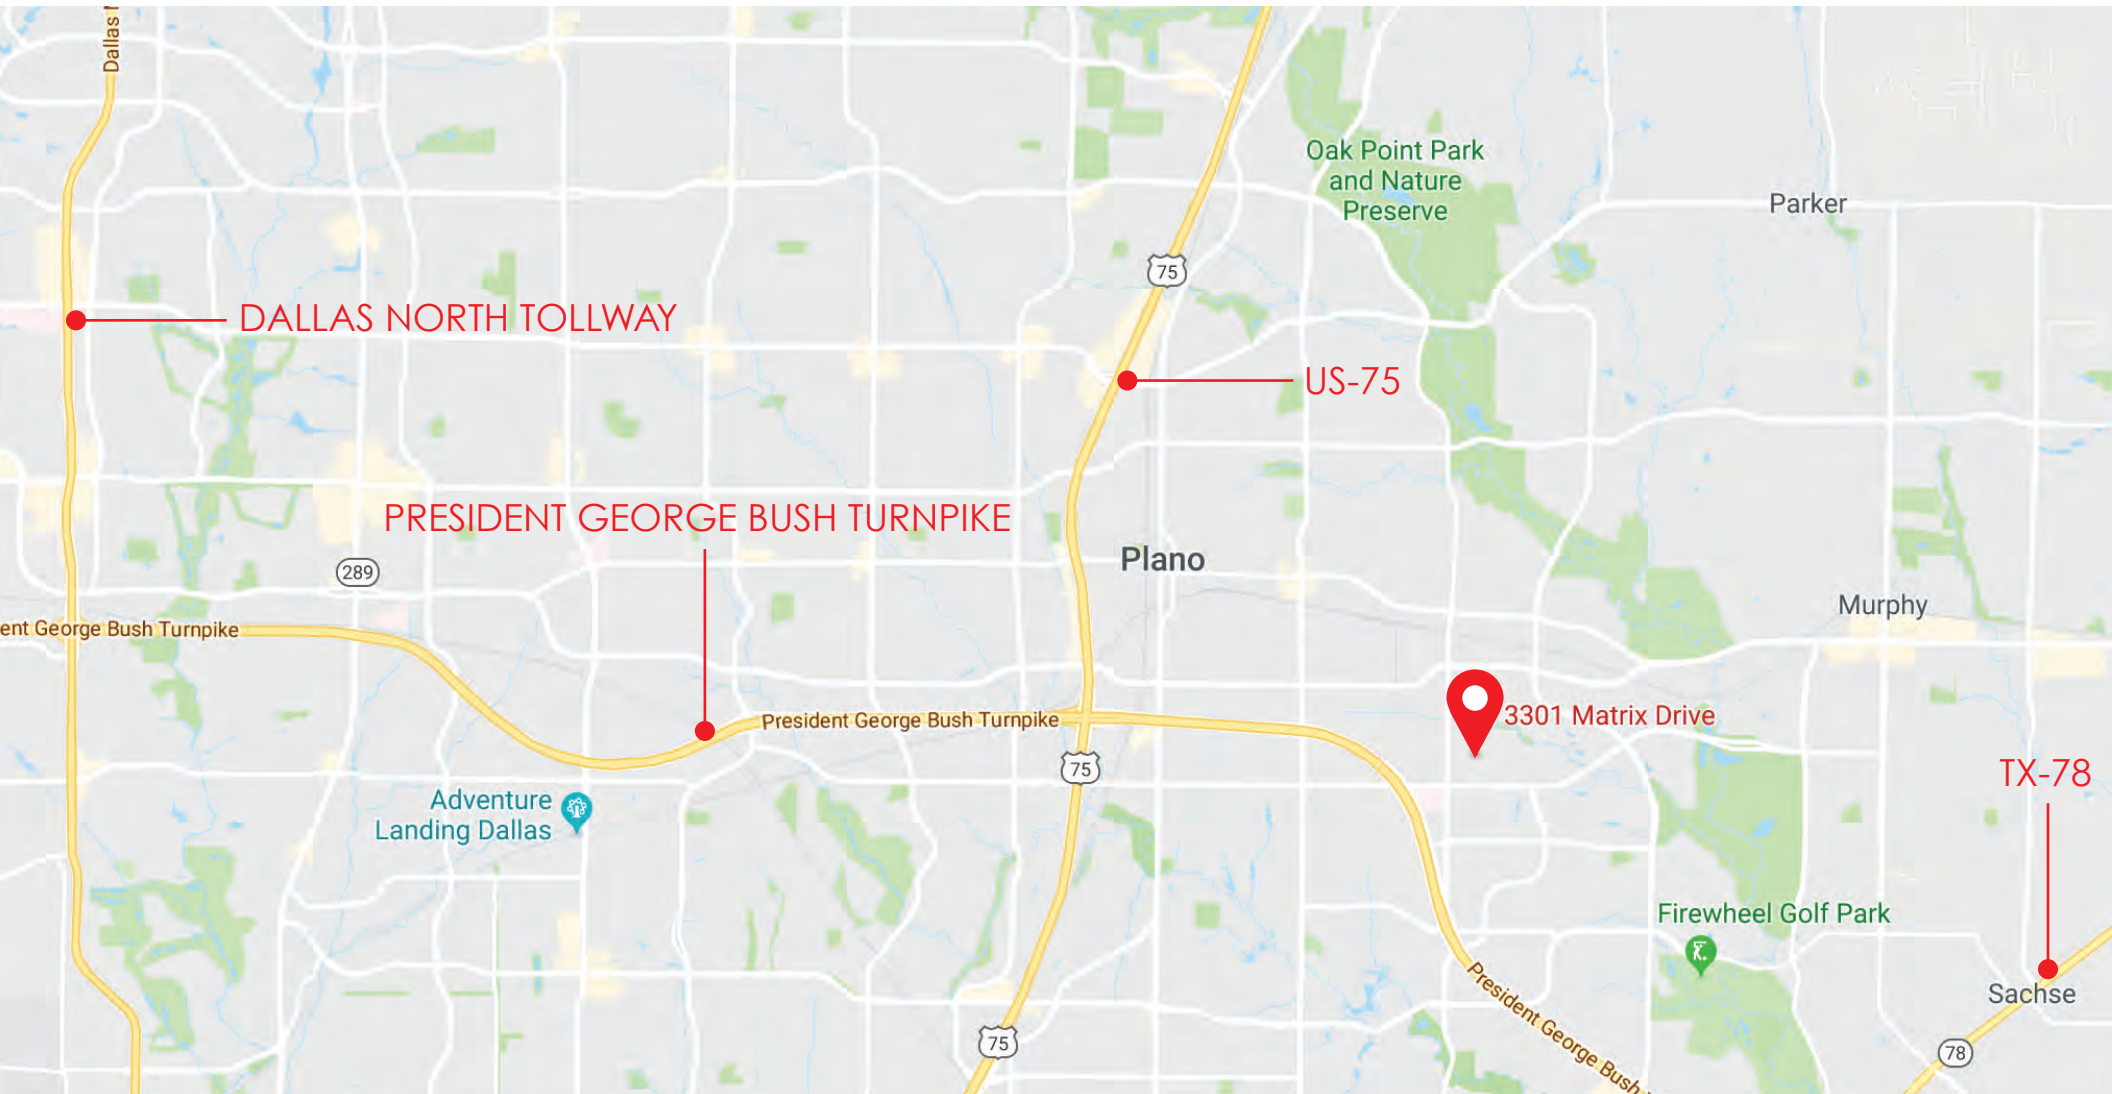 Dallas N
Oak Point Park
and Nature
Preserve
Parker
75
DALLAS NORTH TOLLWAY
US-75
PRESIDENT GEORGE BUSH TURNPIKE
Plano
289
Murphy
ent George Bush Turnpike
President George Bush Turnpike
3301 Matrix Drive
75
TX-78
Adventure
Landing Dallas
Firewheel Golf Park
President George Bush
Sachse
75
78